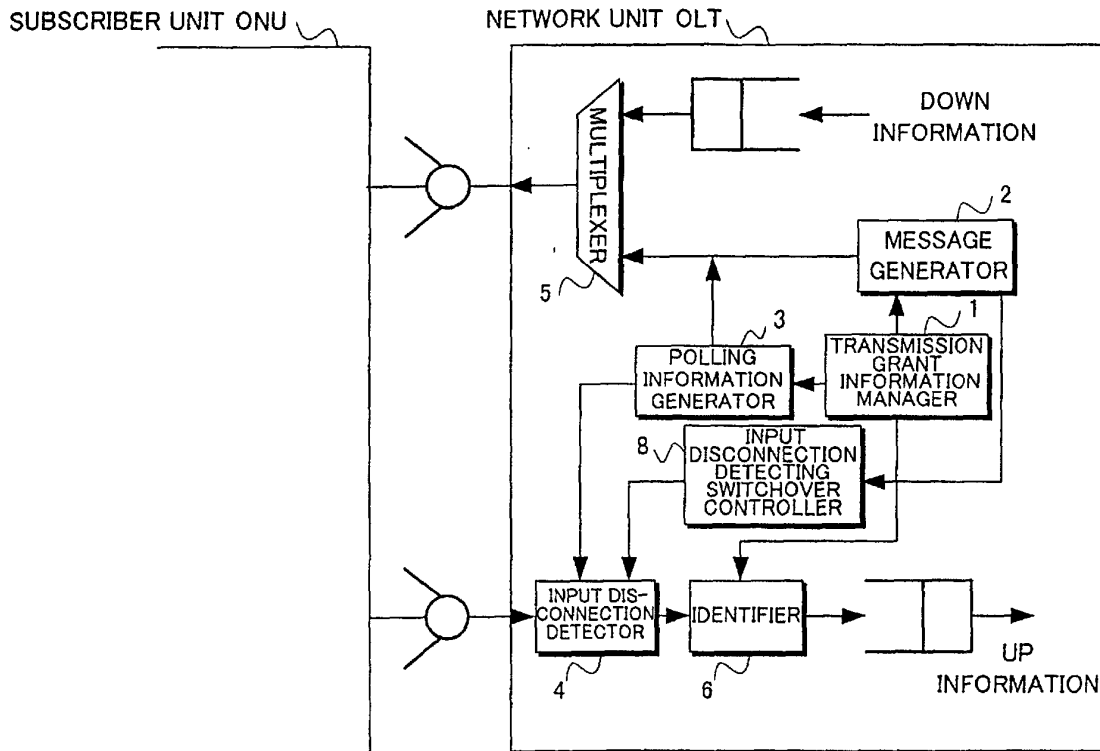 SUBSCRIBER UNIT ONU
NETWORK UNIT OLT
MULTIPLEXER
5
DOWN
INFORMATION
2
MESSAGE
GENERATOR
1
TRANSMISSION
GRANT
INFORMATION
MANAGER
3
POLLING
INFORMATION
GENERATOR
8
INPUT
DISCONNECTION
DETECTING
SWITCHOVER
CONTROLLER
INPUT DIS-
CONNECTION
DETECTOR
4
IDENTIFIER
6
UP
INFORMATION